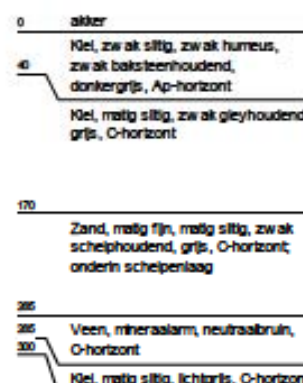 0 akker
Klei, zwak siltig, zwak humeus,
40 zwak baksteenhoudend,
donkergrijs, Ap-horizont
Klei, matig siltig, zwak gleyhoudend,
grijs, C-horizont
170
Zand, matig fijn, matig siltig, zwak
schelphoudend, grijs, C-horizont;
onderin schelpenlaag
265
285 Veen, mineraalarm, neutraalbruin,
300 C-horizont
Klei, matig siltig, lichtgrijs, C-horizont